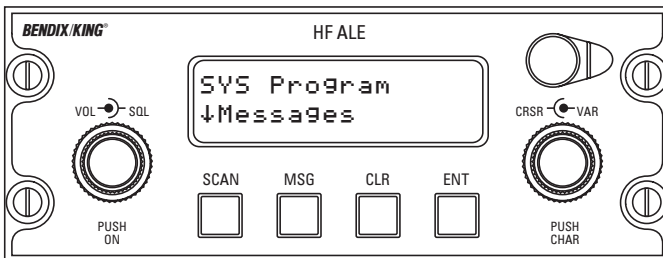 BENDIX/KING®
HF ALE
SYS Program
↓Messages
VOL SQL
CRSR VAR
SCAN MSG CLR ENT
PUSH
ON
PUSH
CHAR